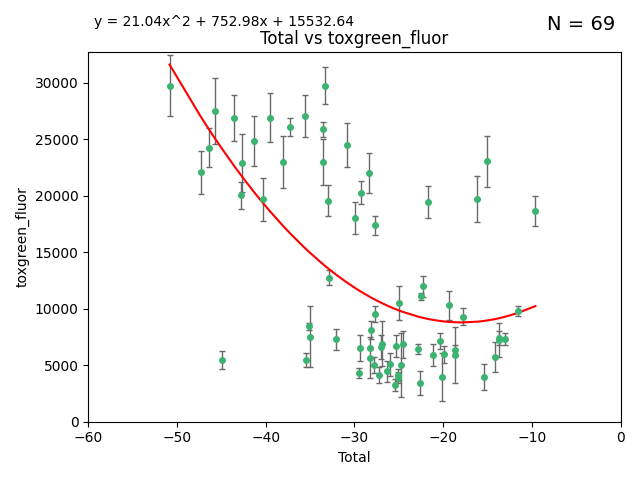 y = 21.04x^2 + 752.98x + 15532.64
N = 69
Total vs toxgreen_fluor
30000
25000
20000
15000
10000
5000
0
toxgreen_fluor
−60
−50
−40
−30
−20
−10
0
Total